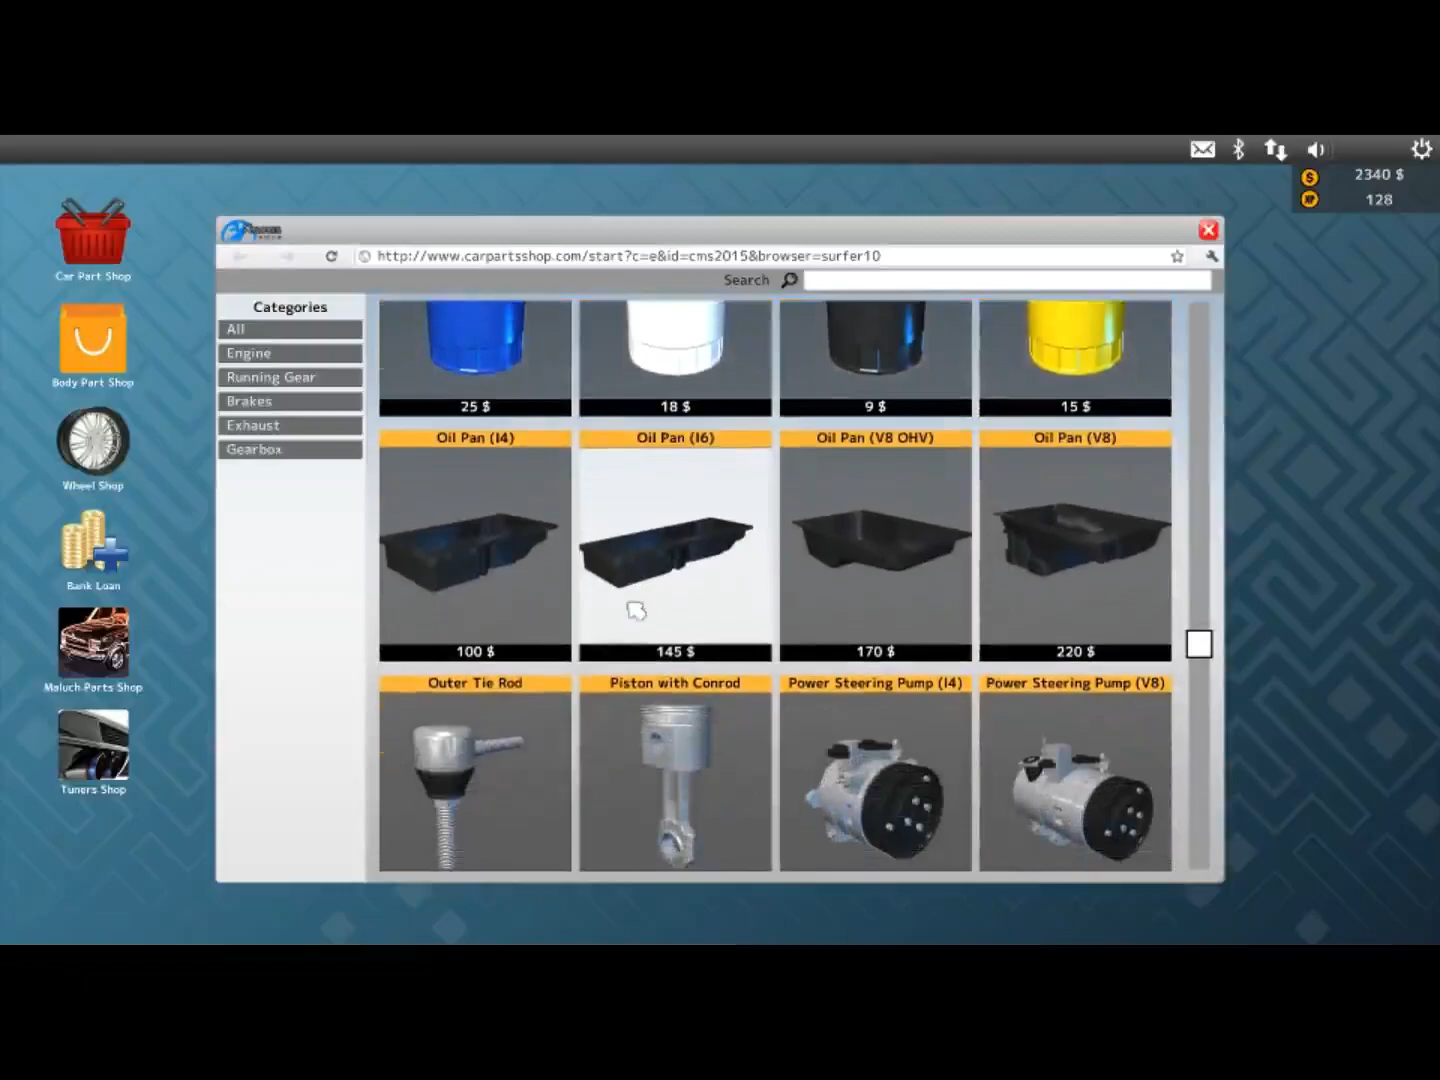 2340 $
128
http://www.carpartsshop.com/start?c=e&id=cms2015&browser=surfer10
Search
Categories
All
Engine
Running Gear
Brakes
Exhaust
Gearbox
Car Part Shop
Body Part Shop
Wheel Shop
Bank Loan
Maluch Parts Shop
Tuners Shop
25 $ 18 $ 9 $ 15 $
Oil Pan (I4) Oil Pan (I6) Oil Pan (V8 OHV) Oil Pan (V8)
100 $ 145 $ 170 $ 220 $
Outer Tie Rod Piston with Conrod Power Steering Pump (I4) Power Steering Pump (V8)